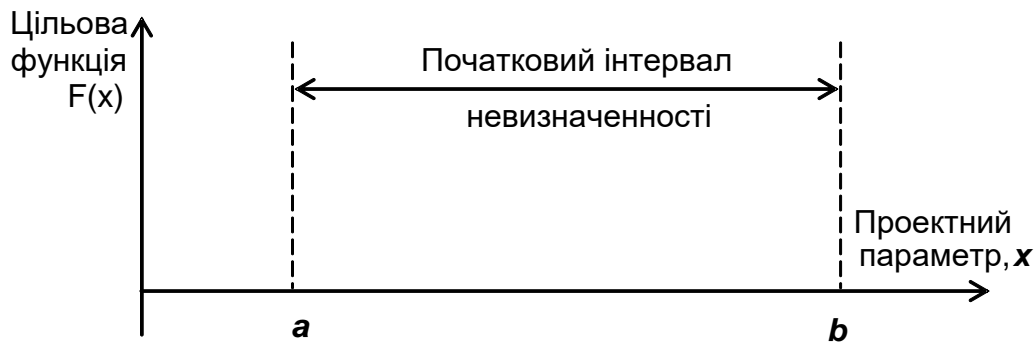 Цільова
функція
F(x)
Початковий інтервал
невизначенності
Проектний
параметр, x
a
b